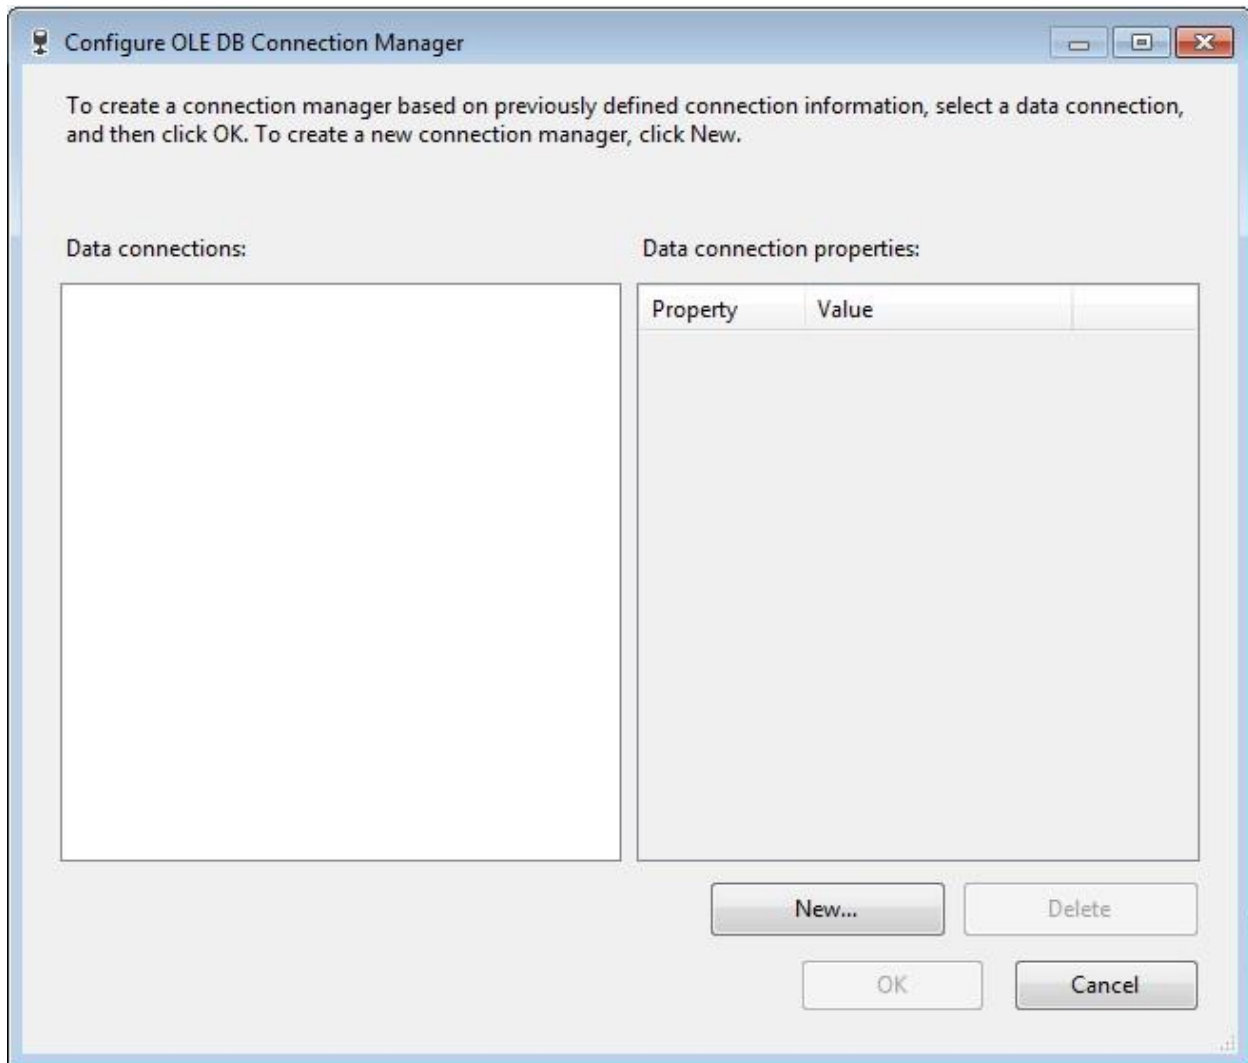 Configure OLE DB Connection Manager
To create a connection manager based on previously defined connection information, select a data connection,
and then click OK. To create a new connection manager, click New.
Data connections:
Data connection properties:
Property
Value
New...
Delete
OK
Cancel